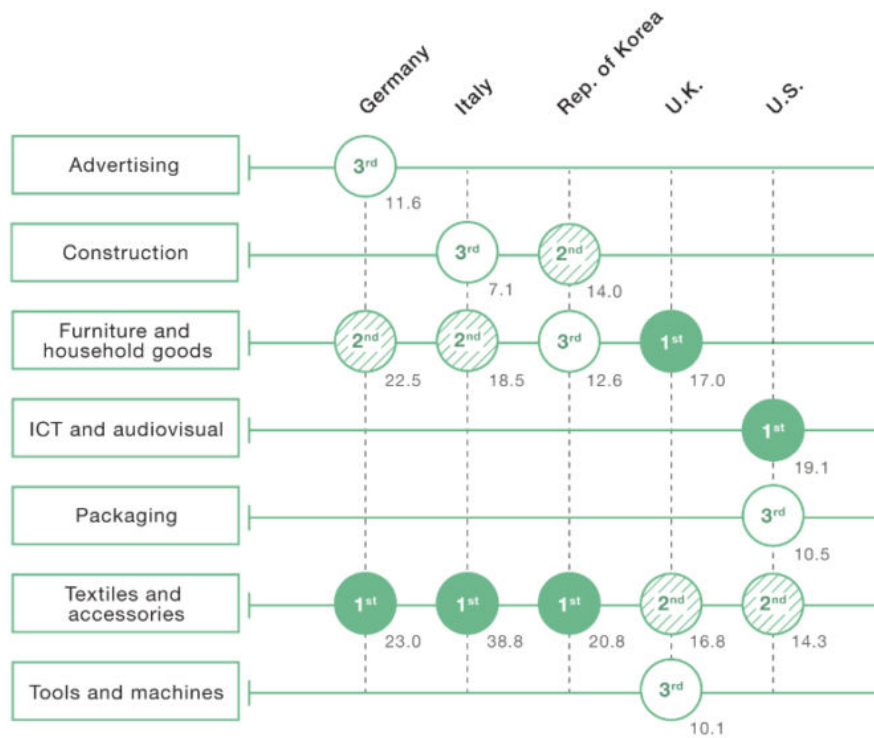 Germany
Italy
Rep. of Korea
U.K.
U.S.
Advertising
3rd
11.6
Construction
3rd
2nd
7.1
14.0
Furniture and
household goods
2nd
2nd
3rd
1st
22.5
18.5
12.6
17.0
ICT and audiovisual
1st
19.1
Packaging
3rd
10.5
Textiles and
accessories
1st
1st
1st
2nd
2nd
23.0
38.8
20.8
16.8
14.3
Tools and machines
3rd
10.1